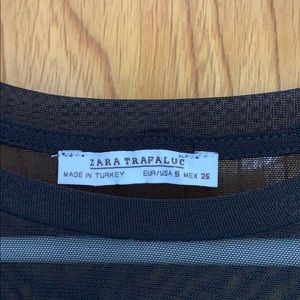 ZARA TRAFALUC
MADE IN TURKEY EUR/USA S MEX 26